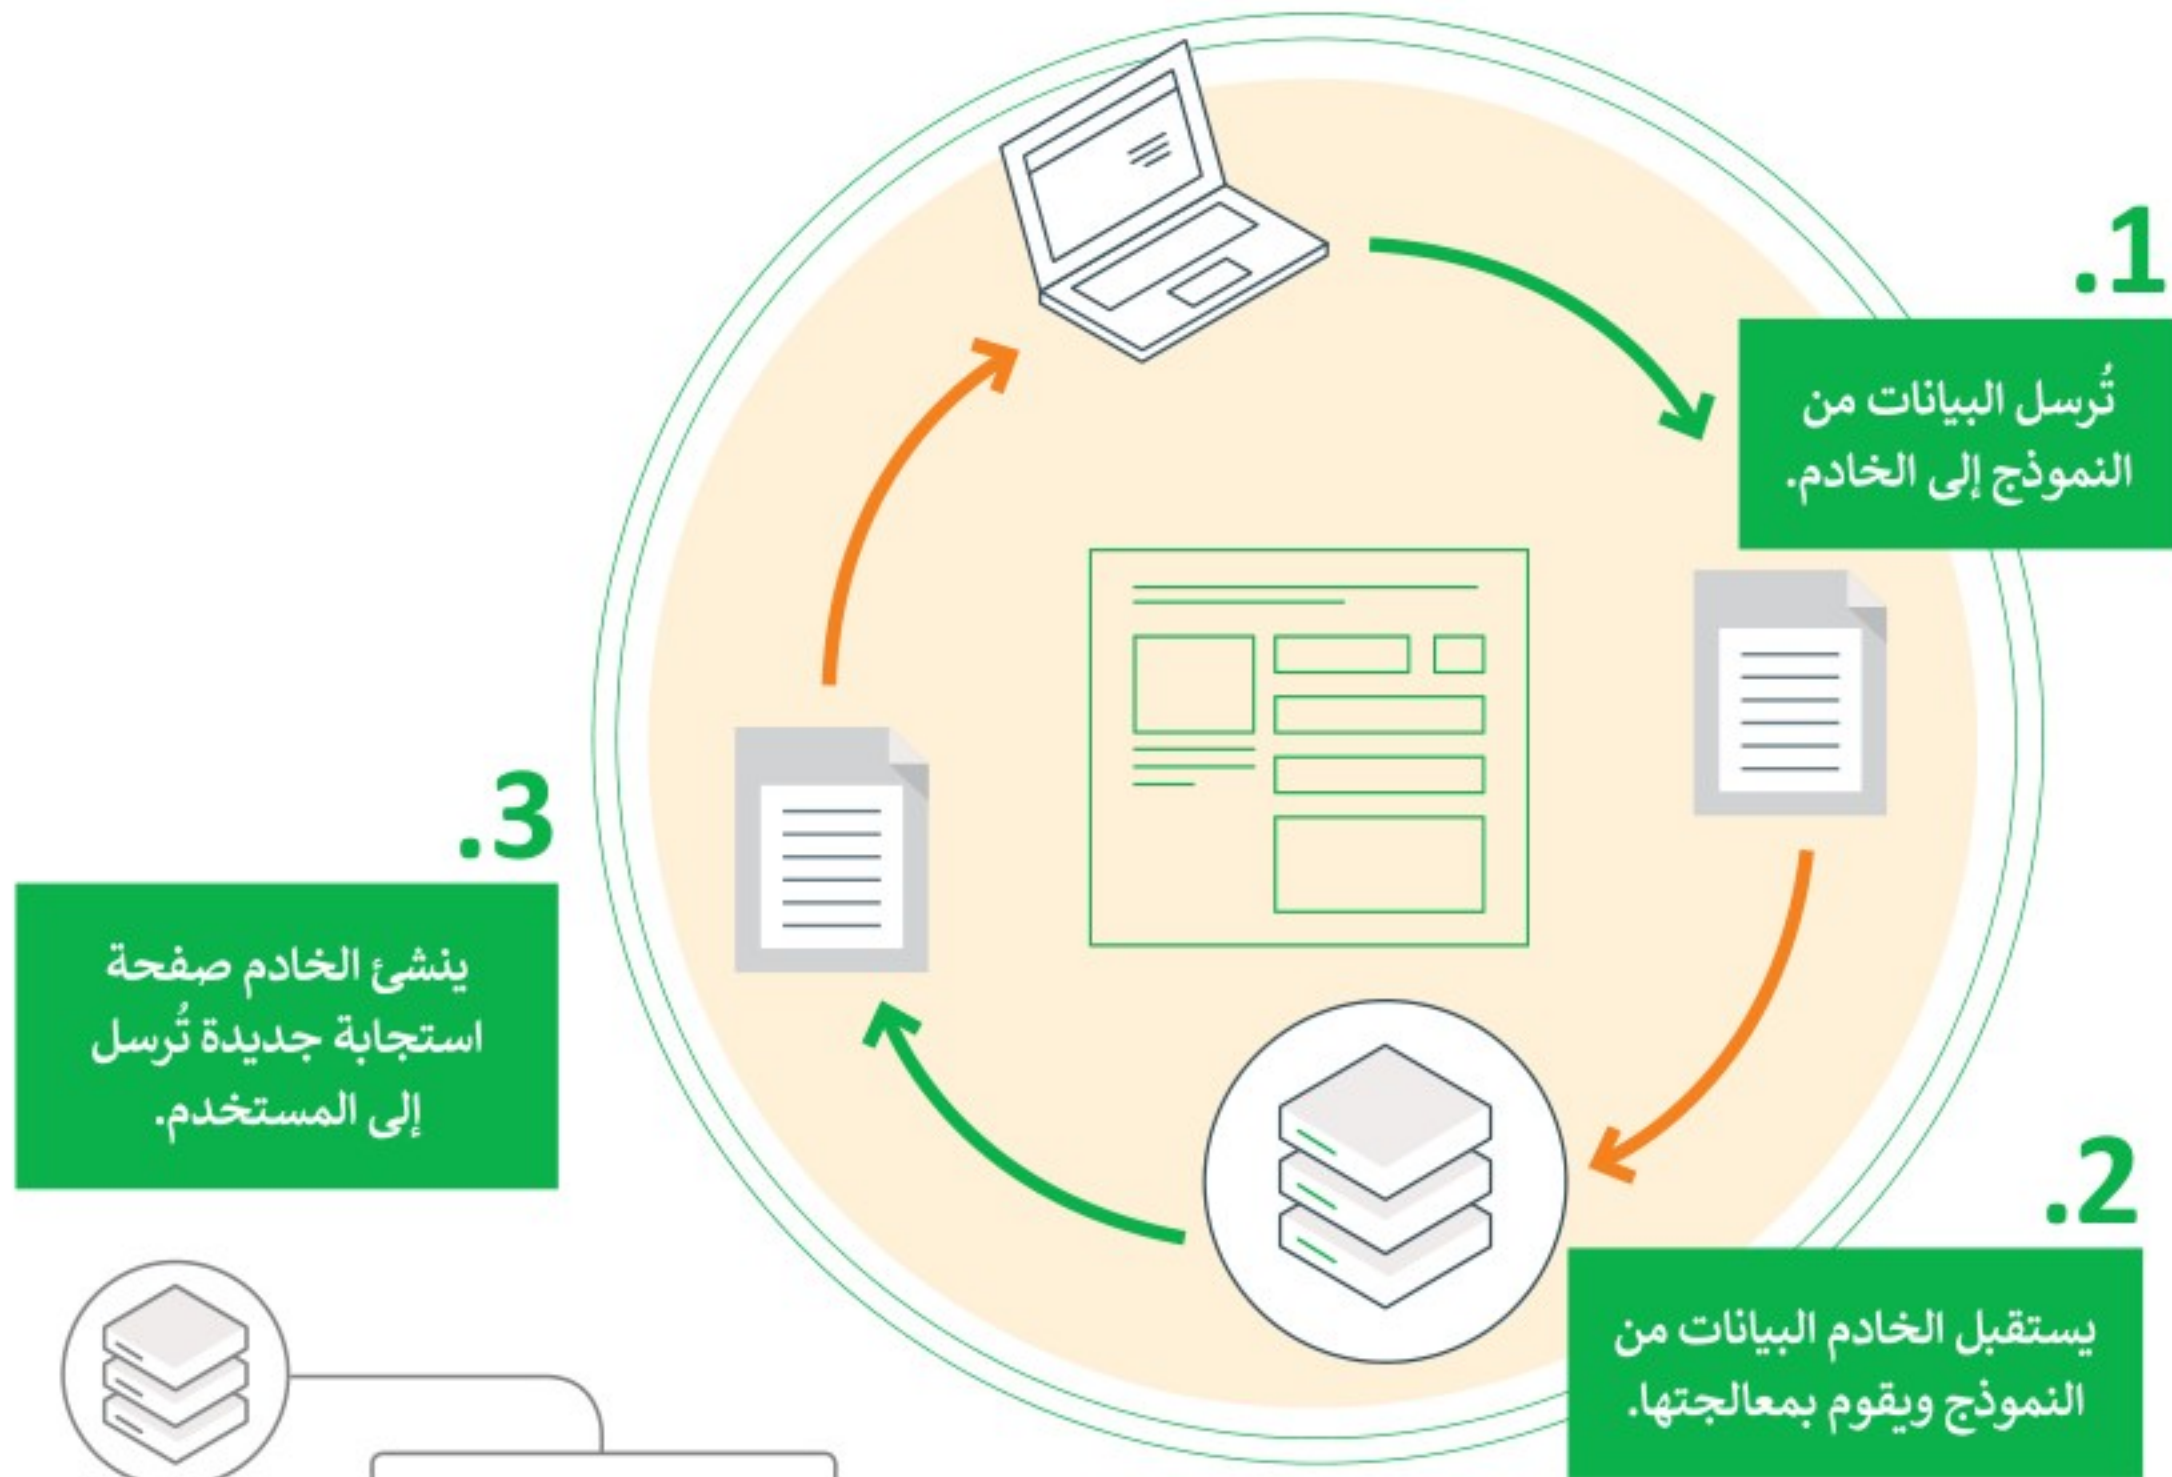 .1
تُرسل البيانات من
النموذج إلى الخادم.
.2
يستقبل الخادم البيانات من
النموذج ويقوم بمعالجتها.
.3
ينشئ الخادم صفحة
استجابة جديدة تُرسل
إلى المستخدم.